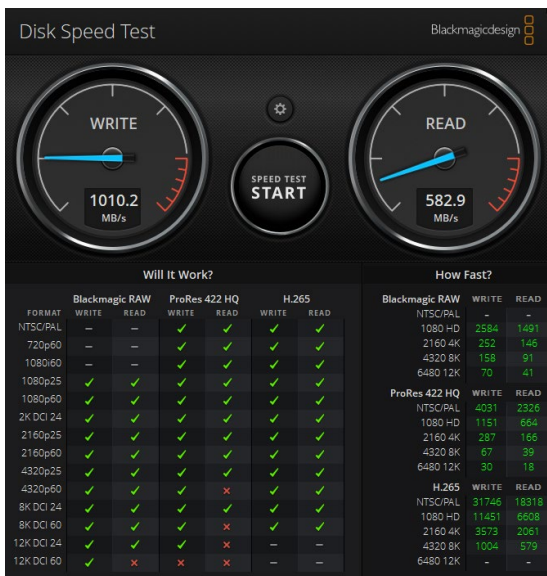 Disk Speed Test
Blackmagicdesign
WRITE
1010.2
MB/s
SPEED TEST
START
READ
582.9
MB/s
Will It Work?
Blackmagic RAW ProRes 422 HQ H.265
FORMAT WRITE READ WRITE READ WRITE READ
NTSC/PAL – – ✓ ✓ ✓ ✓
720p60 – – ✓ ✓ ✓ ✓
1080i60 – – ✓ ✓ ✓ ✓
1080p25 ✓ ✓ ✓ ✓ ✓ ✓
1080p60 ✓ ✓ ✓ ✓ ✓ ✓
2K DCI 24 ✓ ✓ ✓ ✓ ✓ ✓
2160p25 ✓ ✓ ✓ ✓ ✓ ✓
2160p60 ✓ ✓ ✓ ✓ ✓ ✓
4320p25 ✓ ✓ ✓ ✓ ✓ ✓
4320p60 ✓ ✓ ✓ × ✓ ✓
8K DCI 24 ✓ ✓ ✓ ✓ ✓ ✓
8K DCI 60 ✓ ✓ ✓ × ✓ ✓
12K DCI 24 ✓ ✓ ✓ × – –
12K DCI 60 ✓ × × × – –
How Fast?
Blackmagic RAW WRITE READ
NTSC/PAL - -
1080 HD 2584 1491
2160 4K 252 146
4320 8K 158 91
6480 12K 70 41
ProRes 422 HQ WRITE READ
NTSC/PAL 4031 2326
1080 HD 1151 664
2160 4K 287 166
4320 8K 67 39
6480 12K 30 18
H.265 WRITE READ
NTSC/PAL 31746 18318
1080 HD 11451 6608
2160 4K 3573 2061
4320 8K 1004 579
6480 12K - -